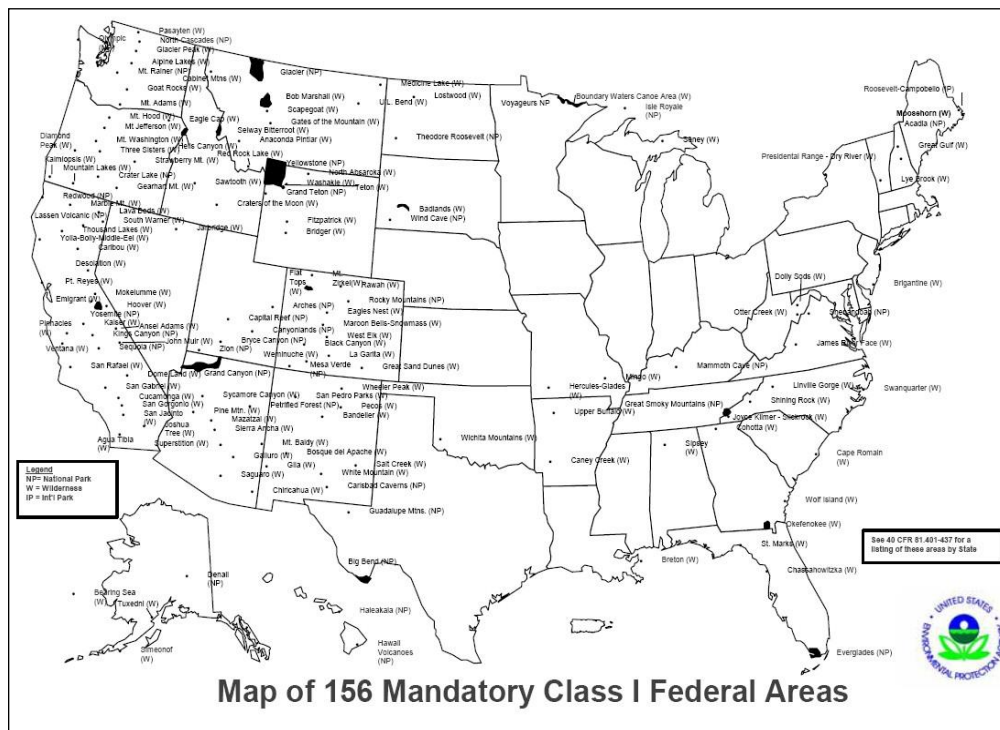 Pasayten (W)
North Cascades (NP)
Olympic
Glacier Peak (W)
Alpine Lakes (W)
Mt. Rainer (NP)
Goat Rocks (W)
Mt. Adams (W)
Mt. Hood (W)
Mt Jefferson (W)
Mt. Washington (W)
Three Sisters (W)
Strawberry Mt. (W)
Hells Canyon (W)
Eagle Cap (W)
Diamond
Peak (W)
Kalmiopsis (W)
Mountain Lakes (W)
Crater Lake (NP)
Gearhart Mt. (W)
Cabinet Mtns (W)
Glacier (NP)
Bob Marshall (W)
Scapegoat (W)
Gates of the Mountain (W)
Selway Bitterroot (W)
Anaconda Pintlar (W)
Red Rock Lake (W)
U.L. Bend (W)
Medicine Lake (W)
Lostwood (W)
Theodore Roosevelt (NP)
Yellowstone (NP)
North Absaroka (W)
Washakie (W)
Teton (W)
Grand Teton (NP)
Sawtooth (W)
Craters of the Moon (W)
Fitzpatrick (W)
Bridger (W)
Jarbridge (W)
Badlands (W)
Wind Cave (NP)
Voyageurs NP
Boundary Waters Canoe Area (W)
Isle Royale
(NP)
Seney (W)
Roosevelt-Campobello (IP)
Moosehorn (W)
Acadia (NP)
Great Gulf (W)
Presidential Range - Dry River (W)
Lye Brook (W)
Redwood (NP)
Marble Mt. (W)
Lava Beds (W)
South Warner (W)
Lassen Volcanic (NP)
Thousand Lakes (W)
Yolla-Bolly-Middle-Eel (W)
Caribou (W)
Desolation (W)
Pt. Reyes (W)
Mokelumme (W)
Emigrant (W)
Hoover (W)
Yosemite (NP)
Kaiser (W)
Ansel Adams (W)
Pinnacles
(W)
Kings Canyon (NP)
John Muir (W)
Ventana (W)
Sequoia (NP)
San Rafael (W)
Dome Land (W)
San Gabriel (W)
Cucamonga (W)
San Gorgonio (W)
San Jacinto
(W)
Joshua
Tree (W)
Agua Tibia
(W)
Flat
Tops
(W)
Mt.
Zirkel (W)
Rawah (W)
Rocky Mountains (NP)
Arches (NP)
Eagles Nest (W)
Capital Reef (NP)
Canyonlands (NP)
Maroon Bells-Snowmass (W)
West Elk (W)
Bryce Canyon (NP)
Black Canyon (W)
Zion (NP)
Weminuche (W)
La Garita (W)
Mesa Verde
(NP)
Great Sand Dunes (W)
Grand Canyon (NP)
Sycamore Canyon (W)
Petrified Forest (NP)
Pine Mtn. (W)
Mazatzal (W)
Sierra Ancha (W)
Superstition (W)
Mt. Baldy (W)
Galiuro (W)
Saguaro (W)
Chiricahua (W)
Wheeler Peak (W)
San Pedro Parks (W)
Pecos (W)
Bandelier (W)
Bosque del Apache (W)
Gila (W)
Salt Creek (W)
White Mountain (W)
Carlsbad Caverns (NP)
Guadalupe Mtns. (NP)
Big Bend (NP)
Wichita Mountains (W)
Hercules-Glades
(W)
Mingo (W)
Upper Buffalo (W)
Caney Creek (W)
Mammoth Cave (NP)
Great Smoky Mountains (NP)
Joyce Kilmer - Slickrock (W)
Cohotta (W)
Sipsey
(W)
Dolly Sods (W)
Otter Creek (W)
Shenandoah (NP)
James River Face (W)
Brigantine (W)
Linville Gorge (W)
Shining Rock (W)
Swanquarter (W)
Cape Romain
(W)
Wolf Island (W)
Okefenokee (W)
St. Marks (W)
Chassahowitzka (W)
Breton (W)
Everglades (NP)
Denali
(NP)
Bearing Sea
(W)
Tuxedni (W)
Simeonof
(W)
Haleakala (NP)
Hawaii
Volcanoes
(NP)
Legend
NP= National Park
W = Wilderness
IP = Int'l Park
See 40 CFR 81.401-437 for a
listing of these areas by State
UNITED STATES
ENVIRONMENTAL PROTECTION
Map of 156 Mandatory Class I Federal Areas